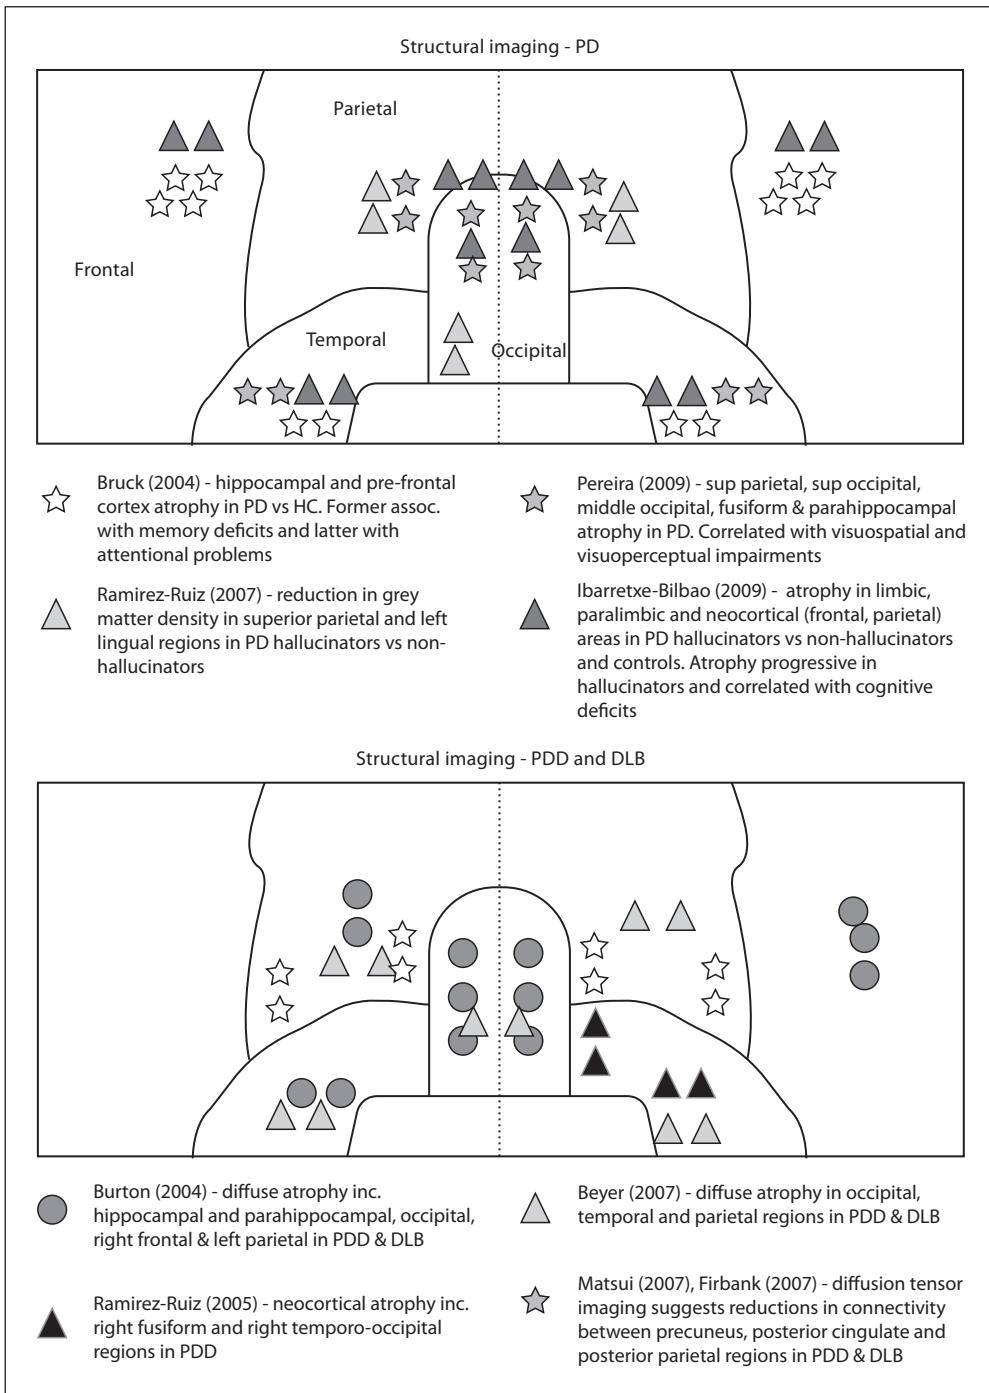 Structural imaging - PD
Parietal
Frontal
Temporal
Occipital
Bruck (2004) - hippocampal and pre-frontal
cortex atrophy in PD vs HC. Former assoc.
with memory deficits and latter with
attentional problems
Pereira (2009) - sup parietal, sup occipital,
middle occipital, fusiform & parahippocampal
atrophy in PD. Correlated with visuospatial and
visuoperceptual impairments
Ramirez-Ruiz (2007) - reduction in grey
matter density in superior parietal and left
lingual regions in PD hallucinators vs non-
hallucinators
Ibarretxe-Bilbao (2009) - atrophy in limbic,
paralimbic and neocortical (frontal, parietal)
areas in PD hallucinators vs non-hallucinators
and controls. Atrophy progressive in
hallucinators and correlated with cognitive
deficits
Structural imaging - PDD and DLB
Burton (2004) - diffuse atrophy inc.
hippocampal and parahippocampal, occipital,
right frontal & left parietal in PDD & DLB
Beyer (2007) - diffuse atrophy in occipital,
temporal and parietal regions in PDD & DLB
Ramirez-Ruiz (2005) - neocortical atrophy inc.
right fusiform and right temporo-occipital
regions in PDD
Matsui (2007), Firbank (2007) - diffusion tensor
imaging suggests reductions in connectivity
between precuneus, posterior cingulate and
posterior parietal regions in PDD & DLB